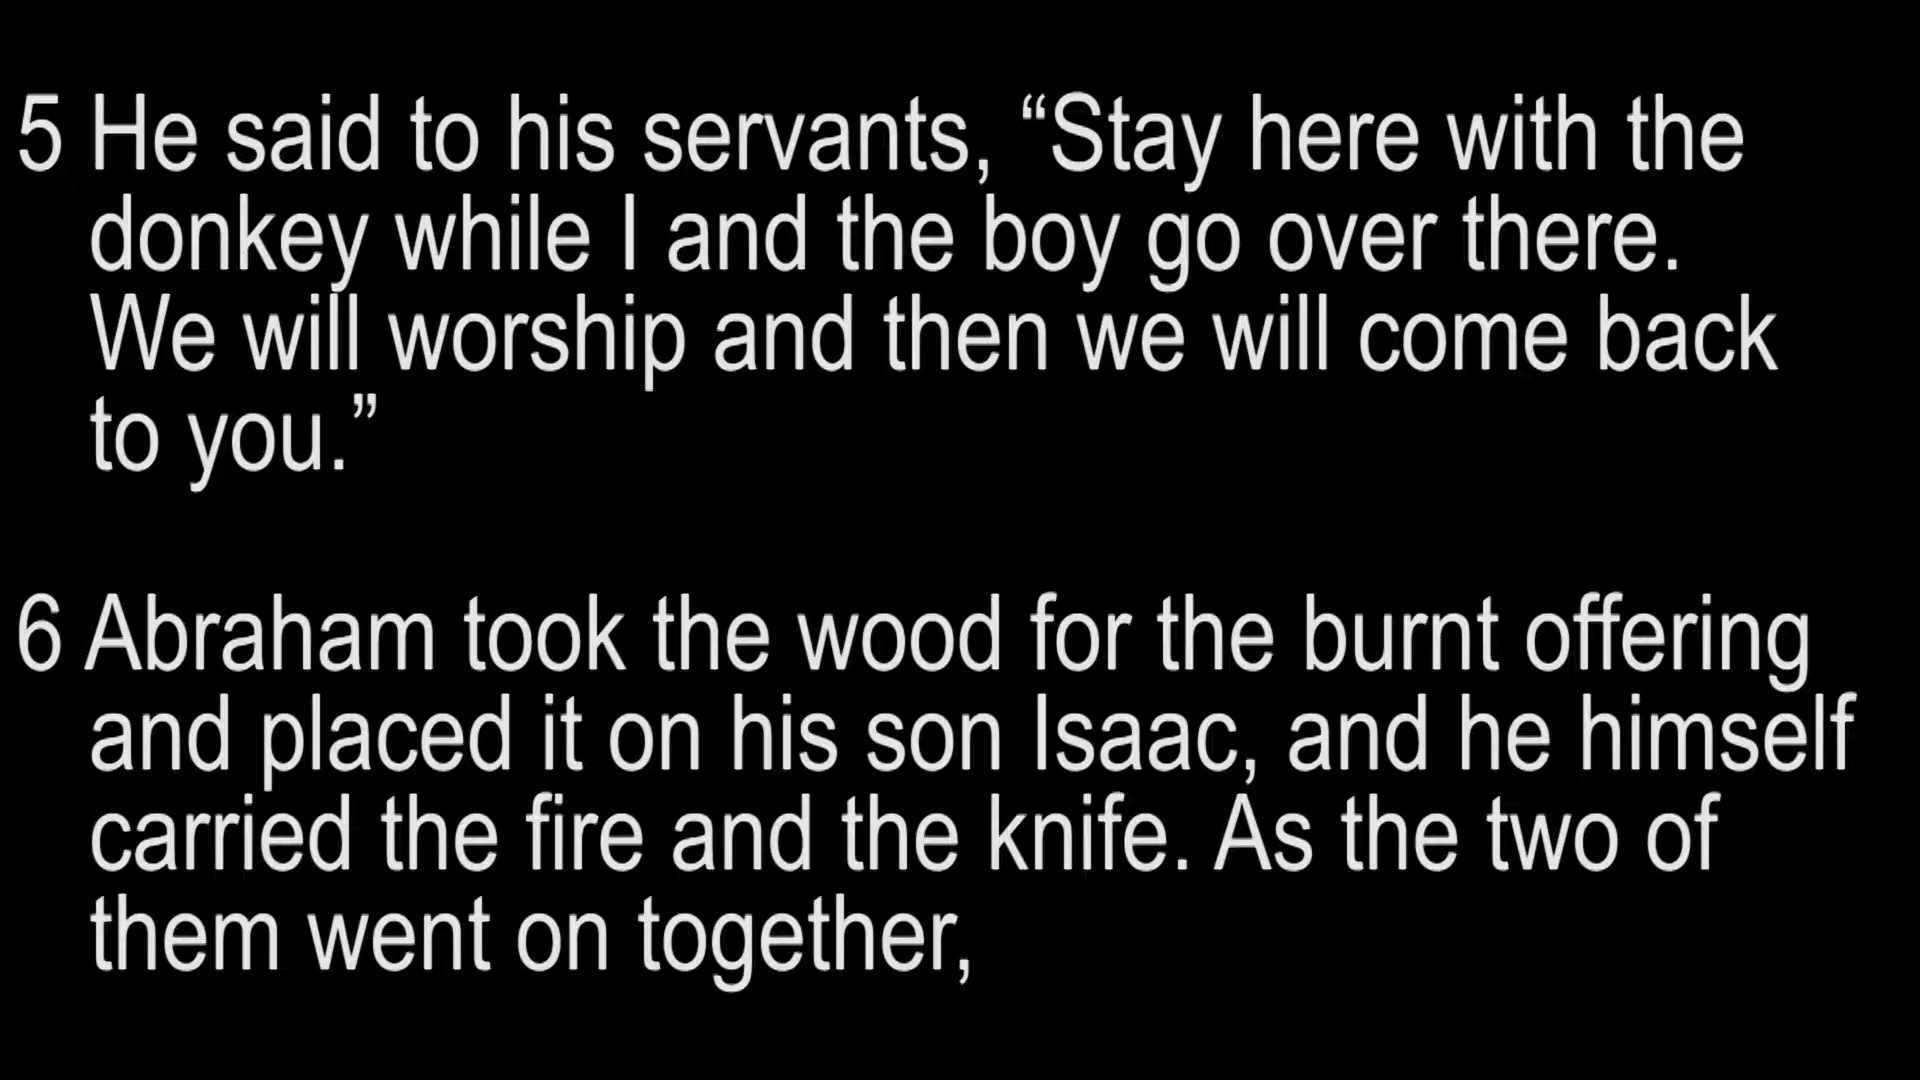 5 He said to his servants, “Stay here with the
donkey while I and the boy go over there.
We will worship and then we will come back
to you.”
6 Abraham took the wood for the burnt offering
and placed it on his son Isaac, and he himself
carried the fire and the knife. As the two of
them went on together,